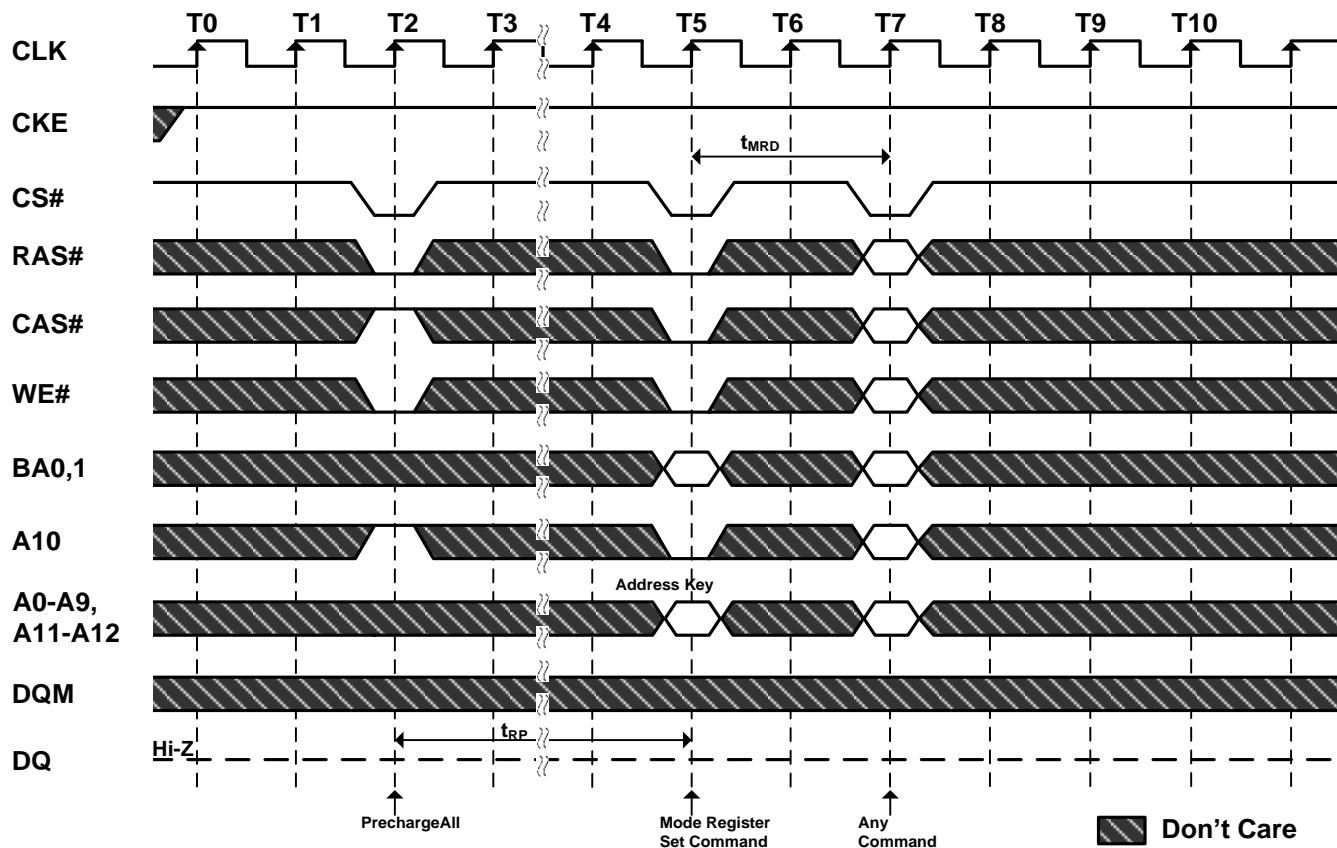 T0 T1 T2 T3 T4 T5 T6 T7 T8 T9 T10
CLK
CKE
tMRD
CS#
RAS#
CAS#
WE#
BA0,1
A10
Address Key
A0-A9,
A11-A12
DQM
tRP
Hi-Z
DQ
PrechargeAll
Mode Register
Set Command
Any
Command
Don't Care